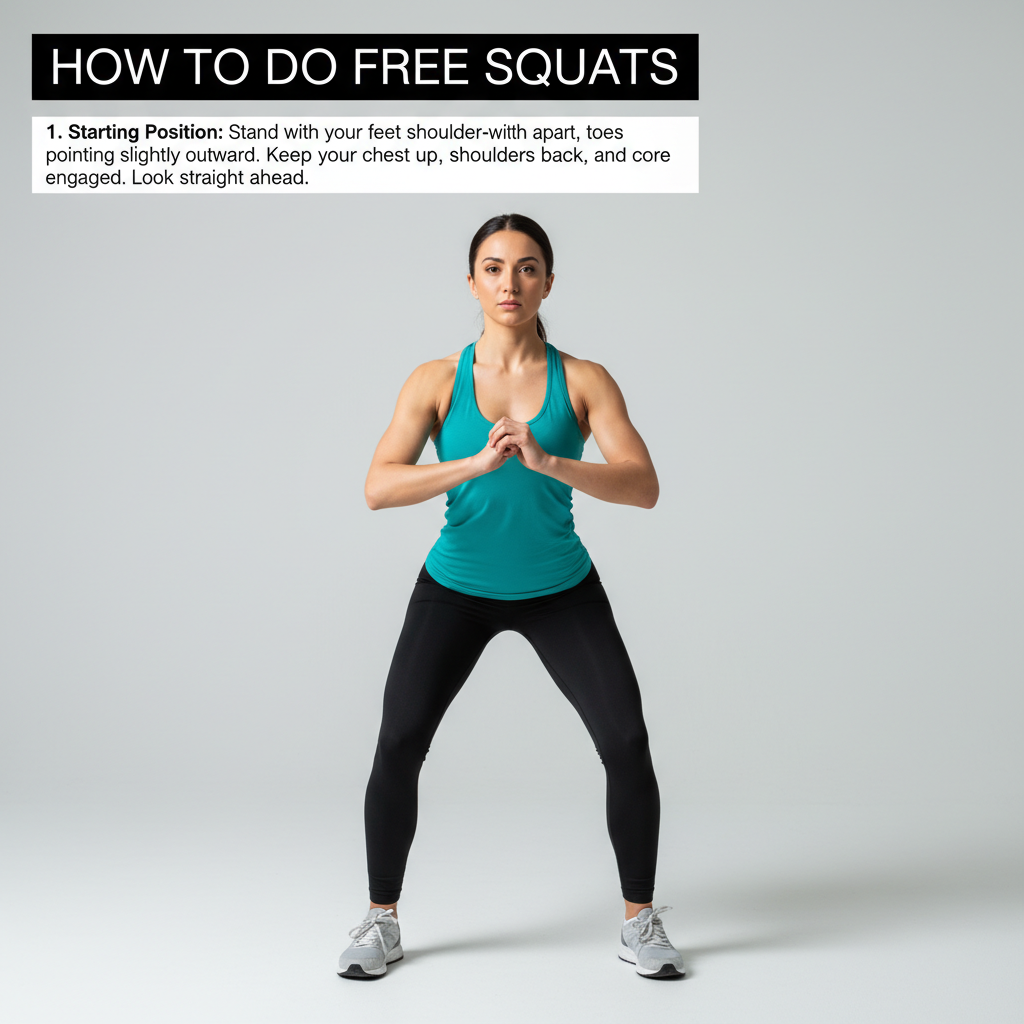 HOW TO DO FREE SQUATS
1. Starting Position: Stand with your feet shoulder-witth apart, toes
pointing slightly outward. Keep your chest up, shoulders back, and core
engaged. Look straight ahead.